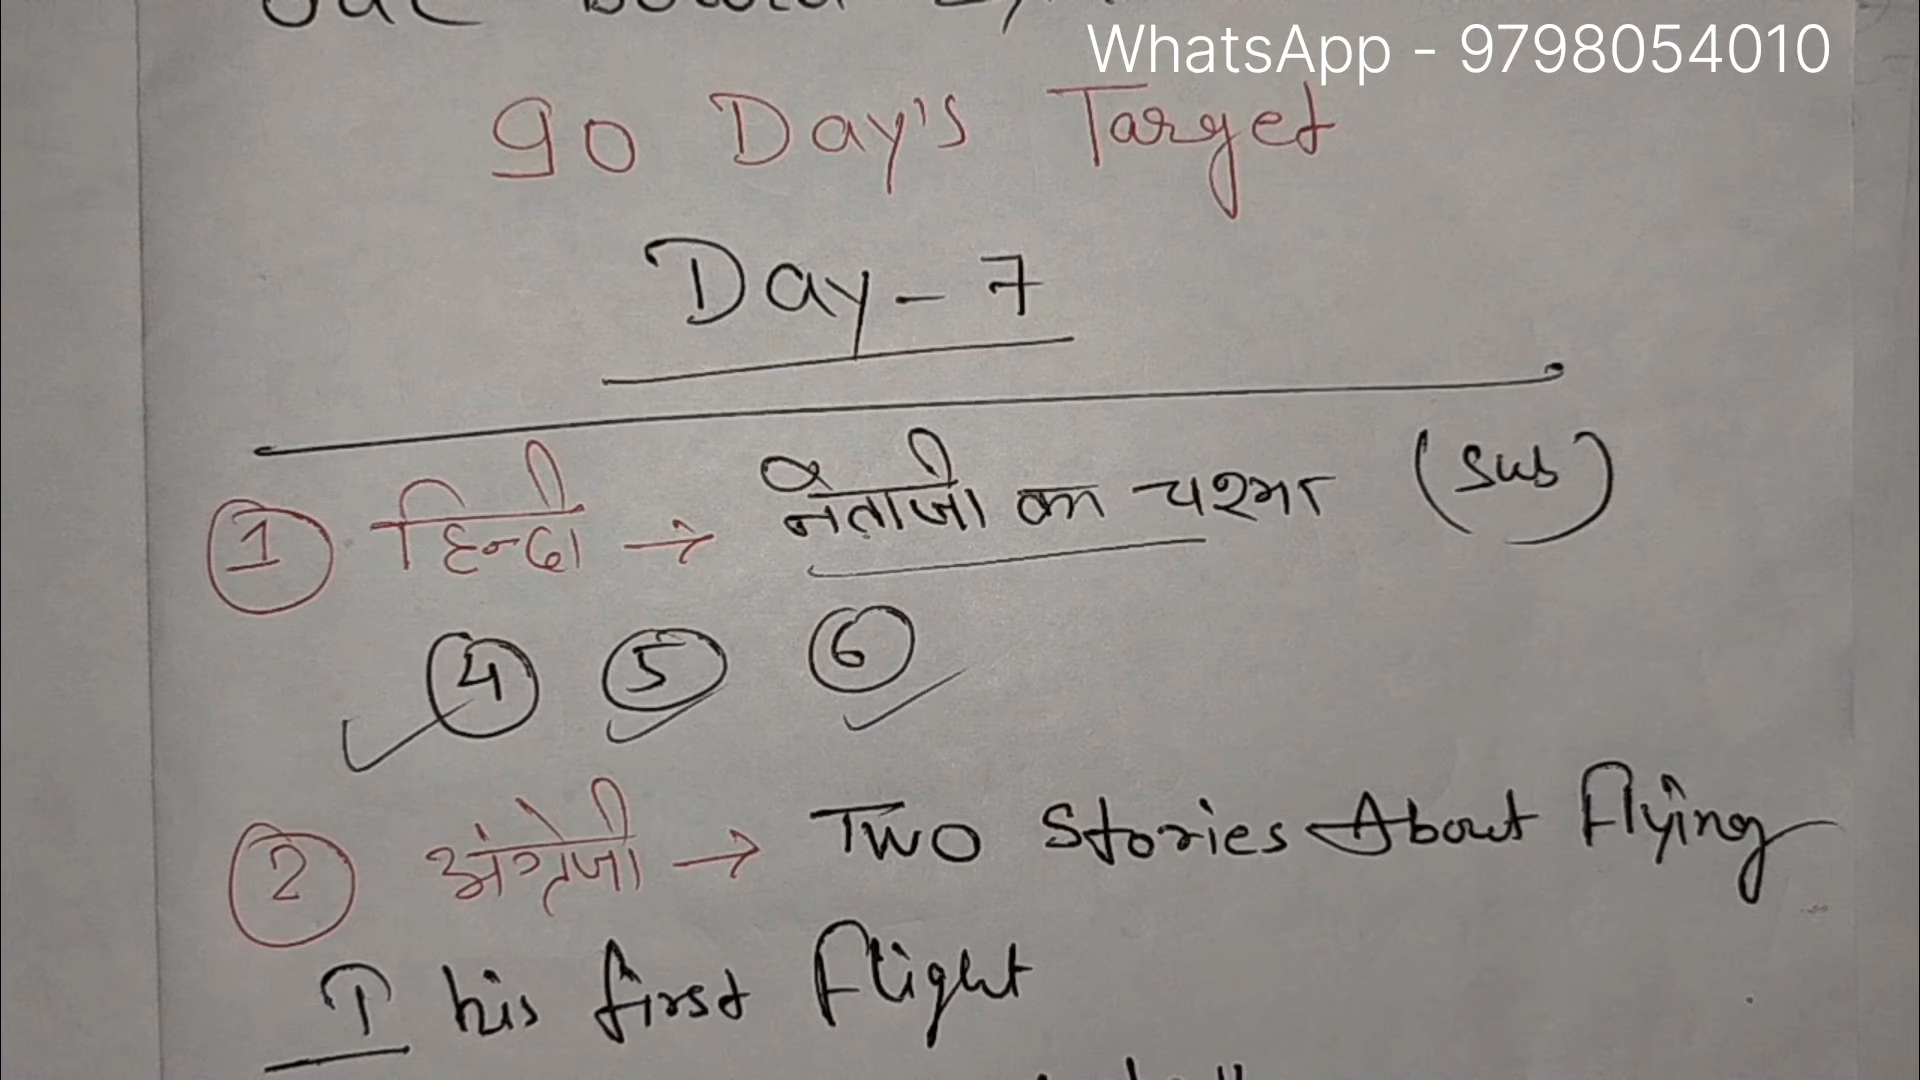 WhatsApp - 9798054010
90 Day's Target
Day - 7
1 हिन्दी → नेताजी का चश्मा (sub)
4 5 6
2 अंग्रेजी → Two Stories About Flying
I his first Flight